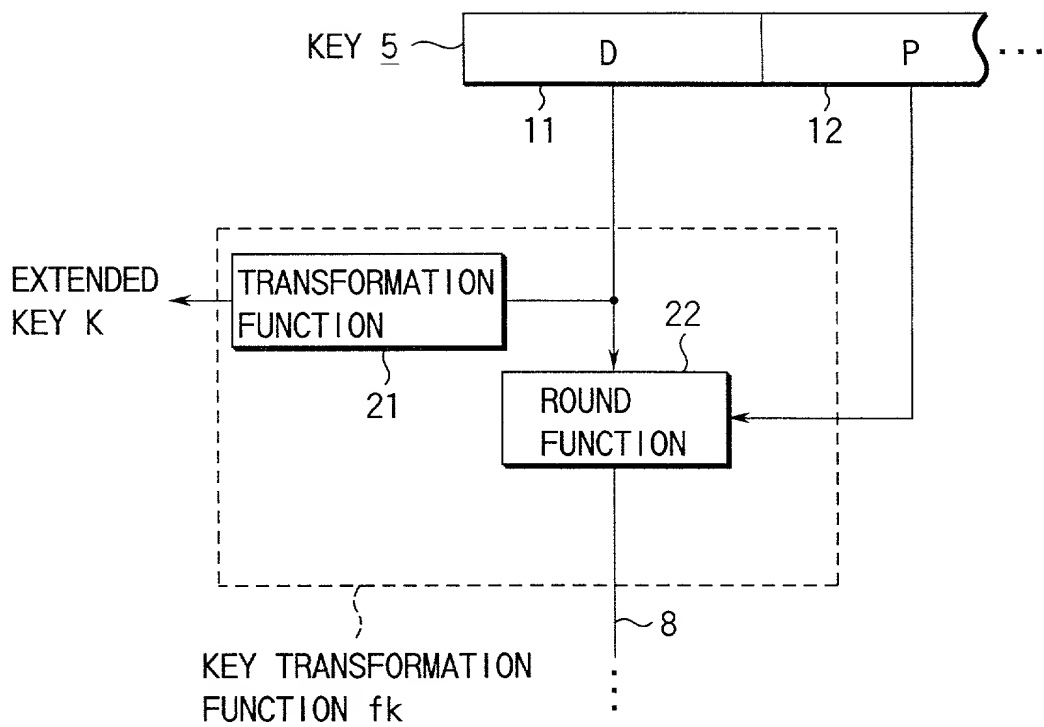 KEY 5
D
P
...
11
12
EXTENDED
KEY K
TRANSFORMATION
FUNCTION
22
21
ROUND
FUNCTION
8
KEY TRANSFORMATION
FUNCTION fk